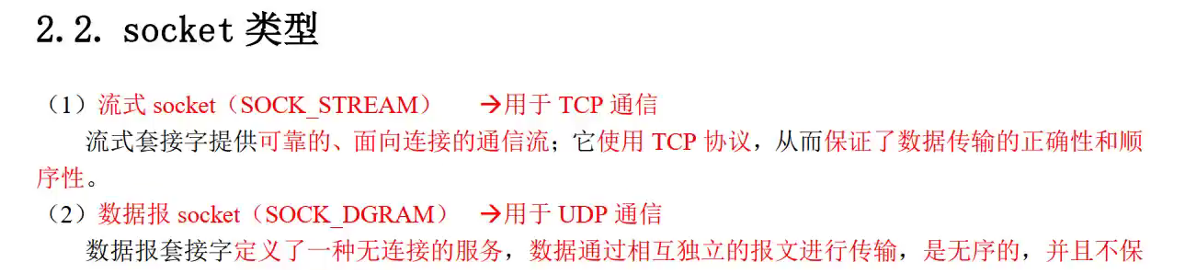 2.2. socket 类型
（1）流式 socket（SOCK_STREAM） →用于 TCP 通信
流式套接字提供可靠的、面向连接的通信流；它使用 TCP 协议，从而保证了数据传输的正确性和顺
序性。
（2）数据报 socket（SOCK_DGRAM） →用于 UDP 通信
数据报套接字定义了一种无连接的服务，数据通过相互独立的报文进行传输，是无序的，并且不保